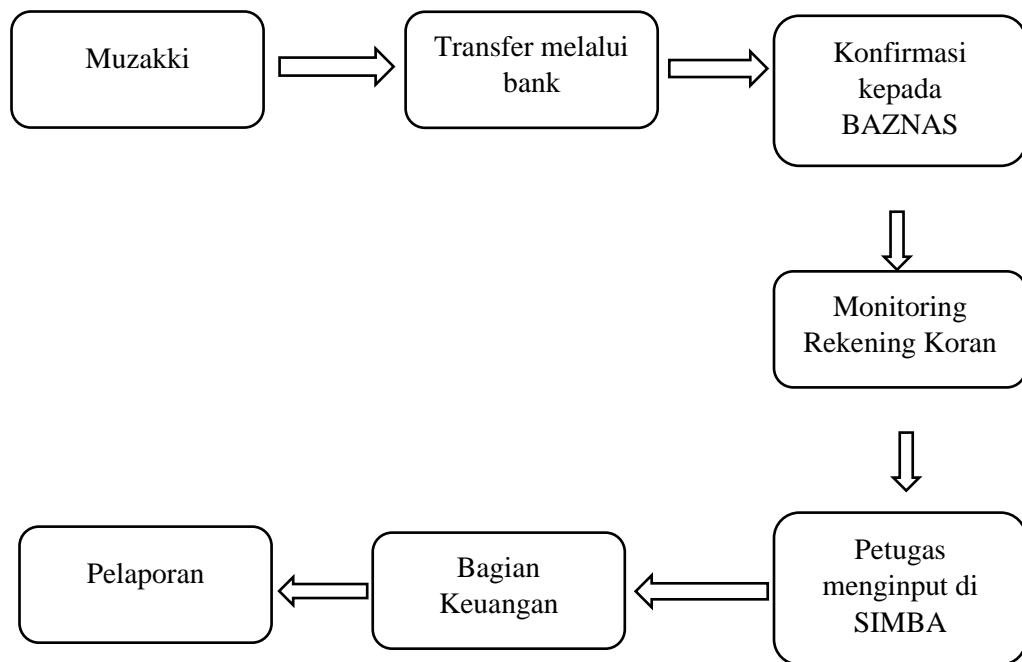 Muzakki
Transfer melalui
bank
Konfirmasi
kepada
BAZNAS
Monitoring
Rekening Koran
Petugas
menginput di
SIMBA
Bagian
Keuangan
Pelaporan